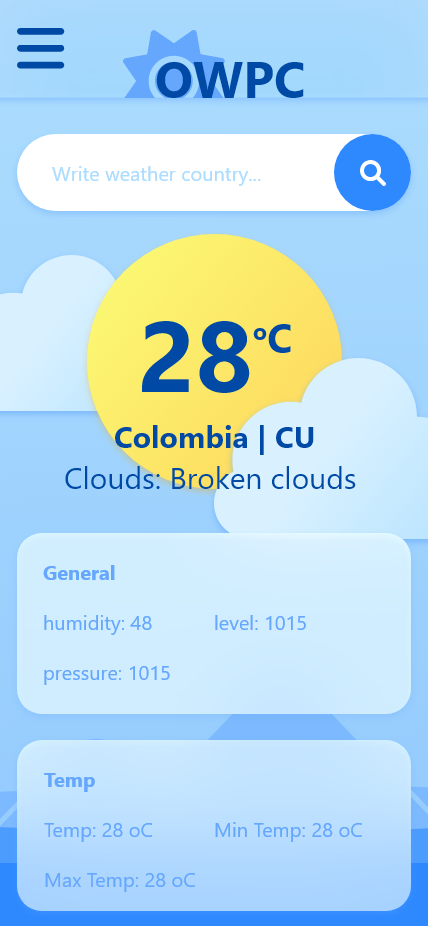 OWPC
Write weather country...
28ºC
Colombia | CU
Clouds: Broken clouds
General
humidity: 48
level: 1015
pressure: 1015
Temp
Temp: 28 oC
Min Temp: 28 oC
Max Temp: 28 oC